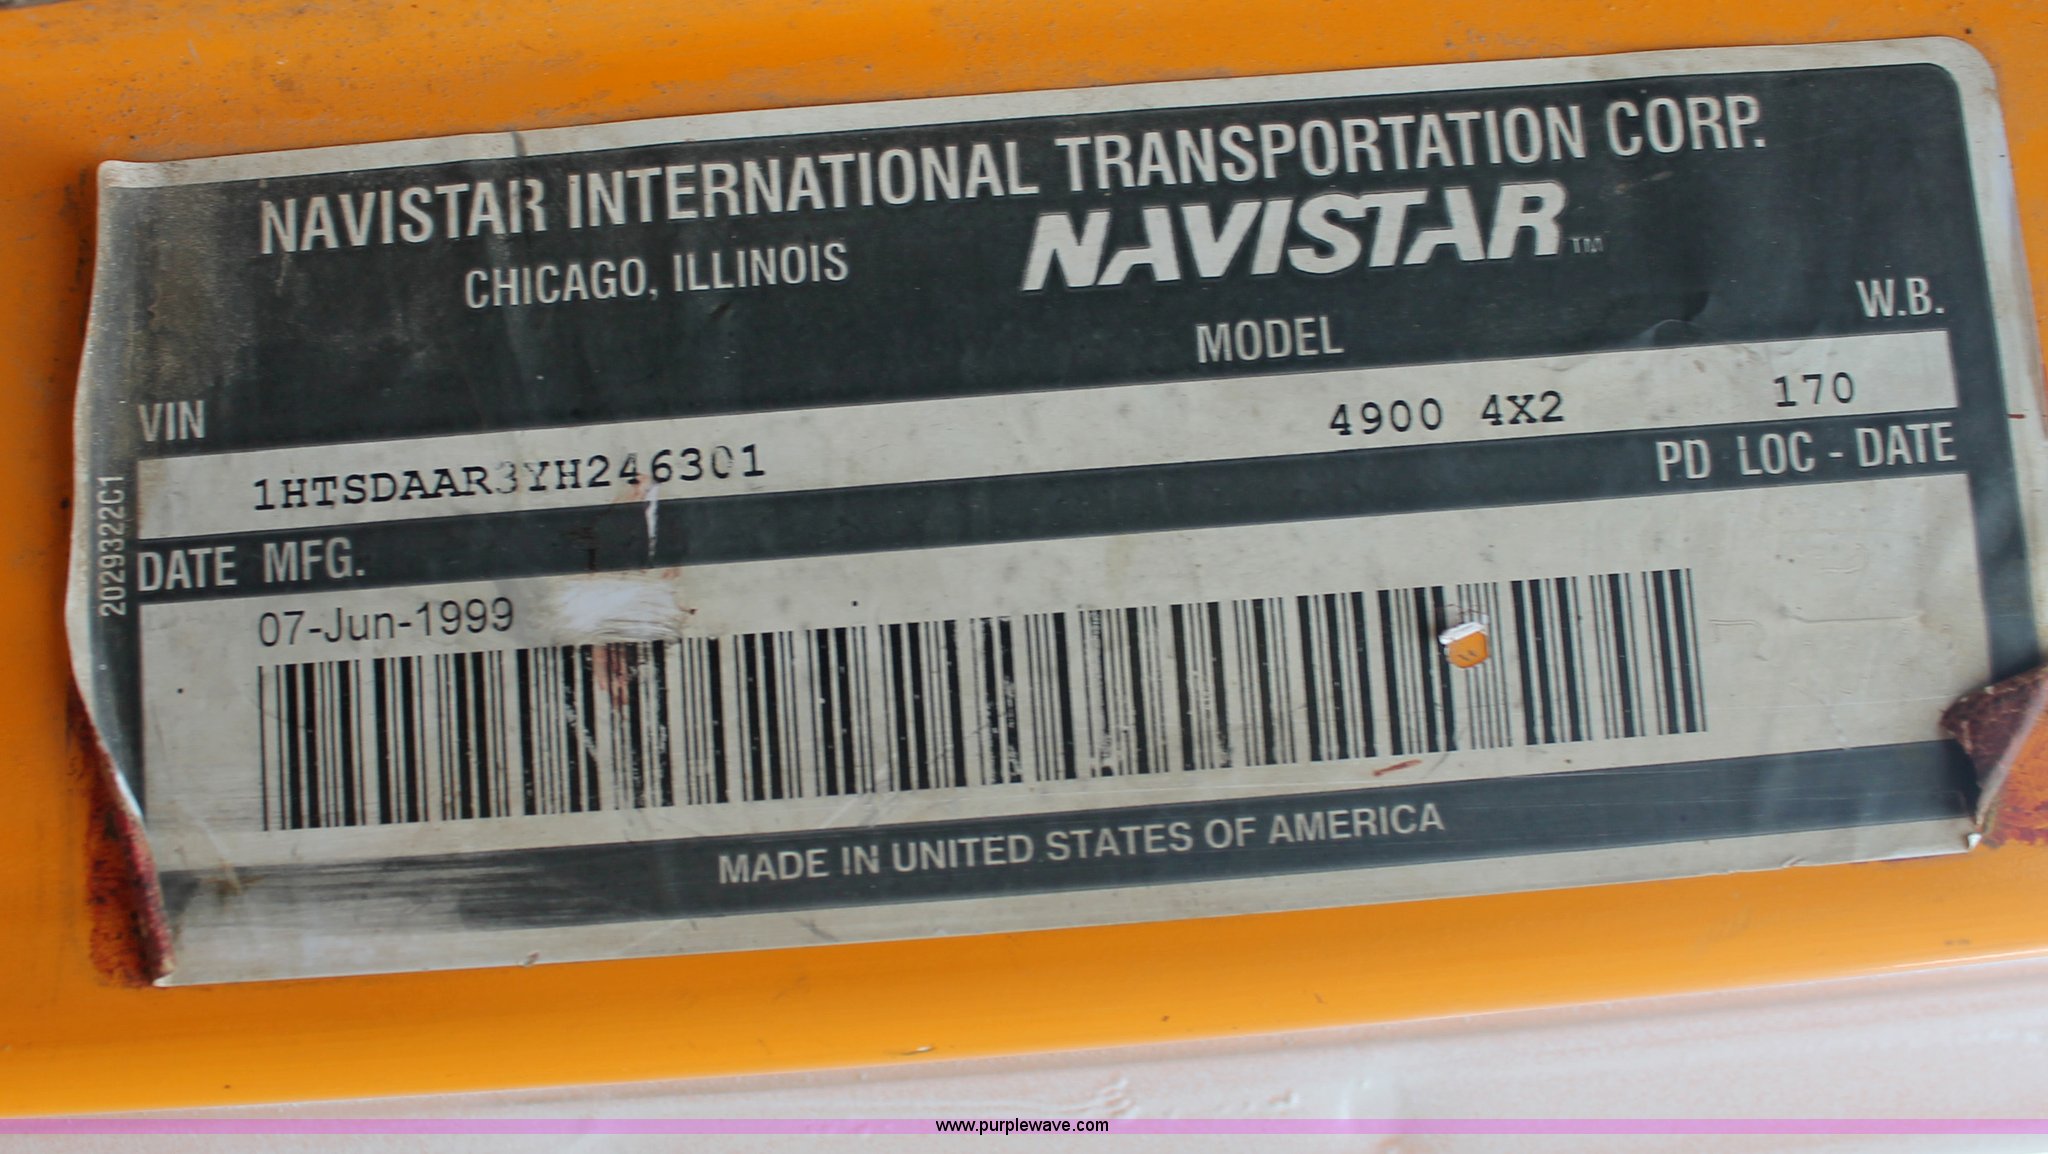 NAVISTAR INTERNATIONAL TRANSPORTATION CORP.
CHICAGO, ILLINOIS
NAVISTAR™
MODEL
W.B.
VIN
1HTSDAAR3YH246301
4900 4X2
170
PD LOC - DATE
DATE MFG.
07-Jun-1999
2029322C1
MADE IN UNITED STATES OF AMERICA
www.purplewave.com